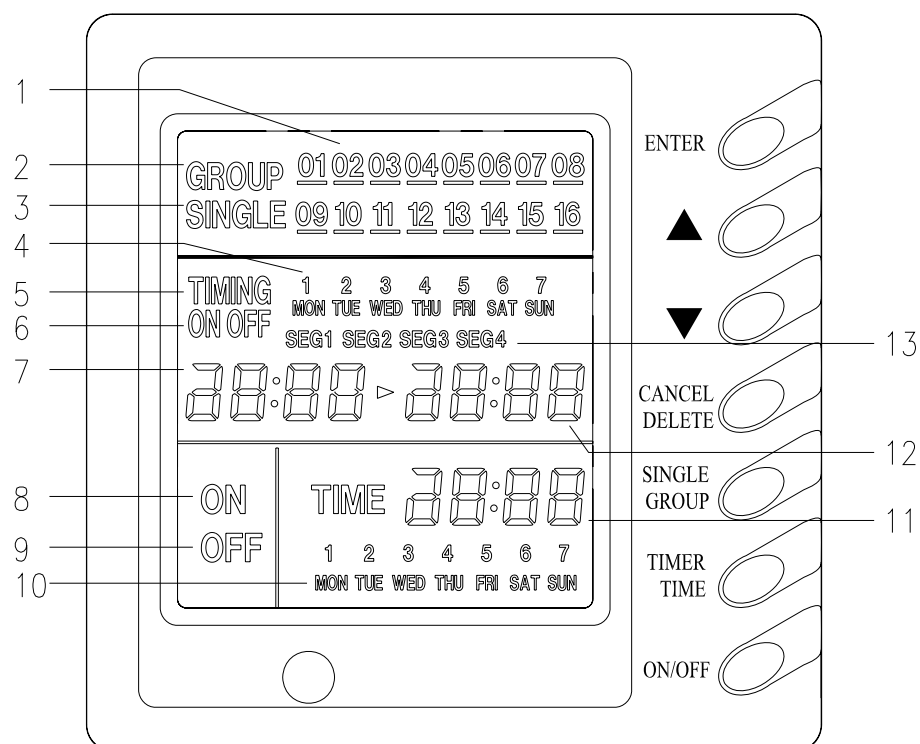 1
2
GROUP 01 02 03 04 05 06 07 08
3
SINGLE 09 10 11 12 13 14 15 16
4
5
TIMING 1 2 3 4 5 6 7
MON TUE WED THU FRI SAT SUN
6
ON OFF
SEG1 SEG2 SEG3 SEG4
13
7
28:88 ▷ 28:88
12
8
ON TIME 28:88
11
9
OFF
1 2 3 4 5 6 7
10
MON TUE WED THU FRI SAT SUN
ENTER
▲
▼
CANCEL
DELETE
SINGLE
GROUP
TIMER
TIME
ON/OFF